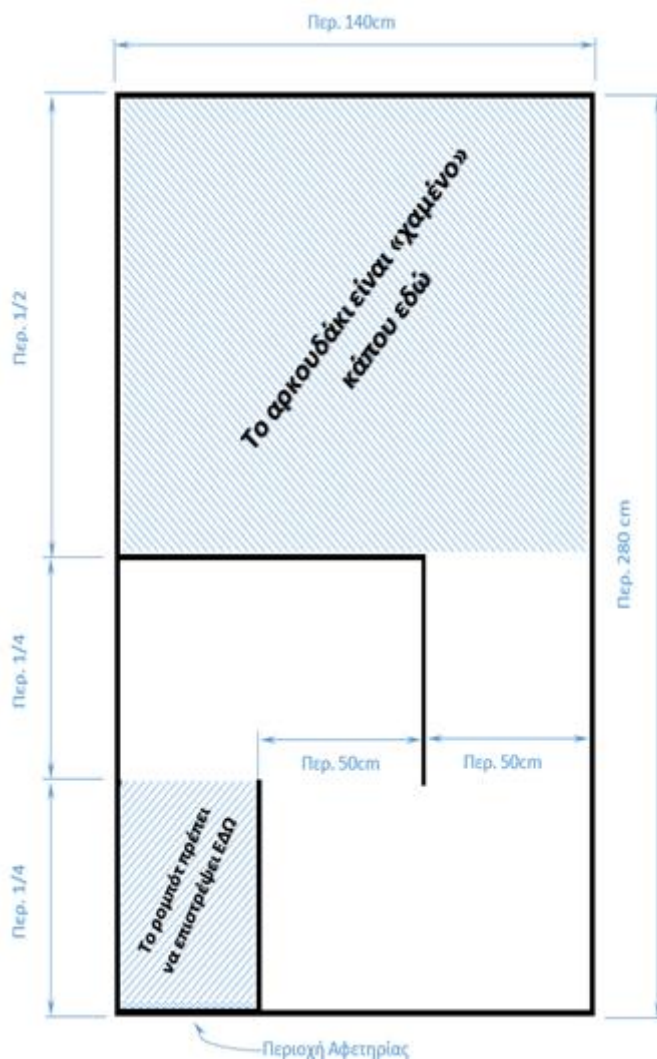 Περ. 140cm
Περ. 1/2
Το αρκουδάκι είναι «χαμένο»
κάπου εδώ
Περ. 280 cm
Περ. 1/4
Περ. 50cm
Περ. 50cm
Περ. 1/4
Το ρομπότ πρέπει
να επιστρέψει ΕΔΩ
Περιοχή Αφετηρίας